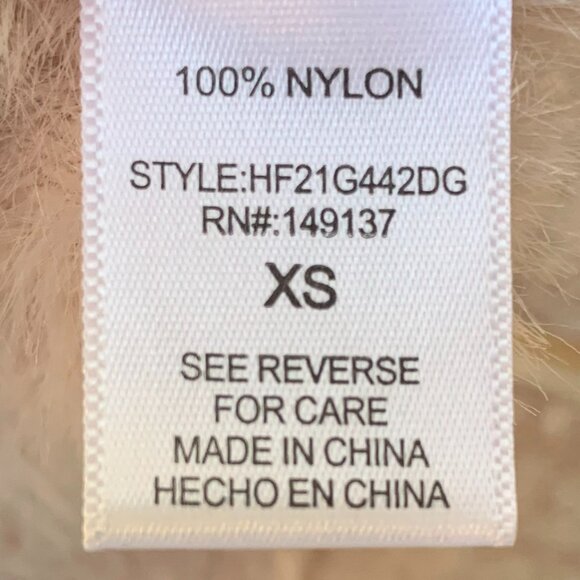 100% NYLON
STYLE:HF21G442DG
RN#:149137
XS
SEE REVERSE
FOR CARE
MADE IN CHINA
HECHO EN CHINA